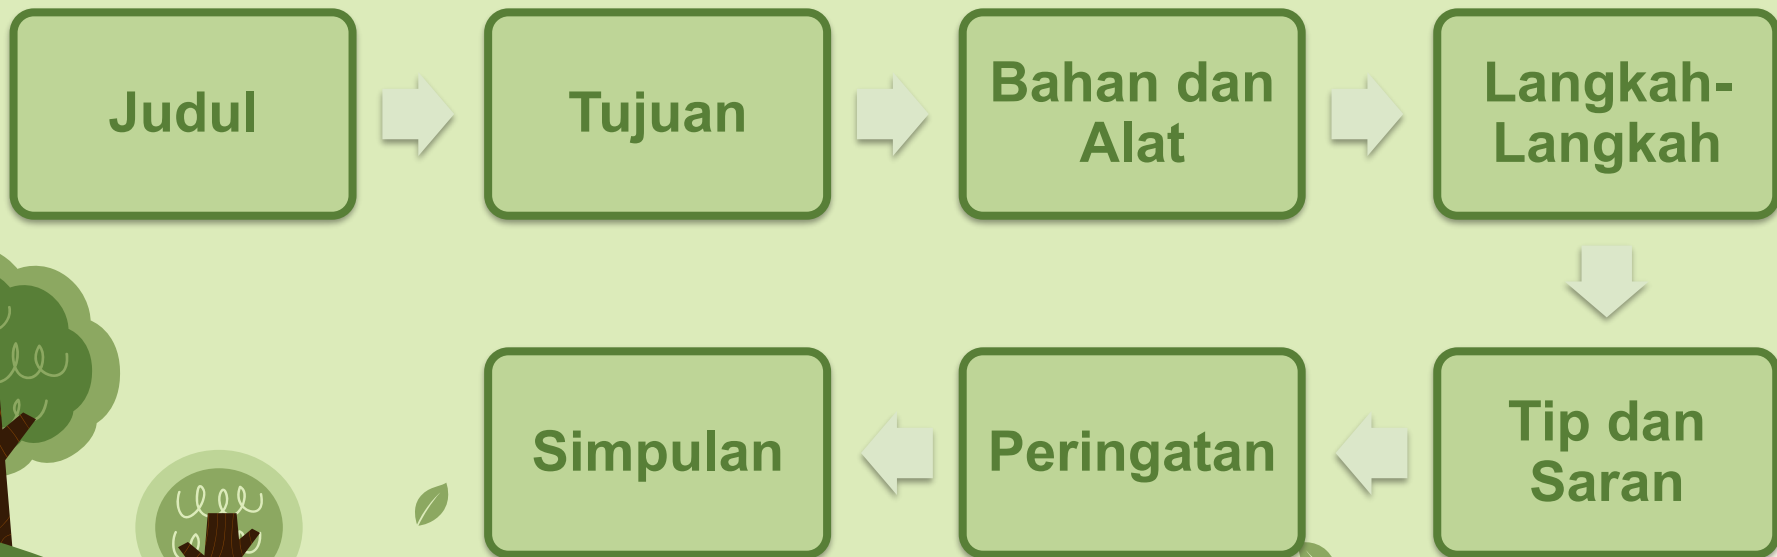 Judul
Tujuan
Bahan dan
Alat
Langkah-
Langkah
Tip dan
Saran
Peringatan
Simpulan